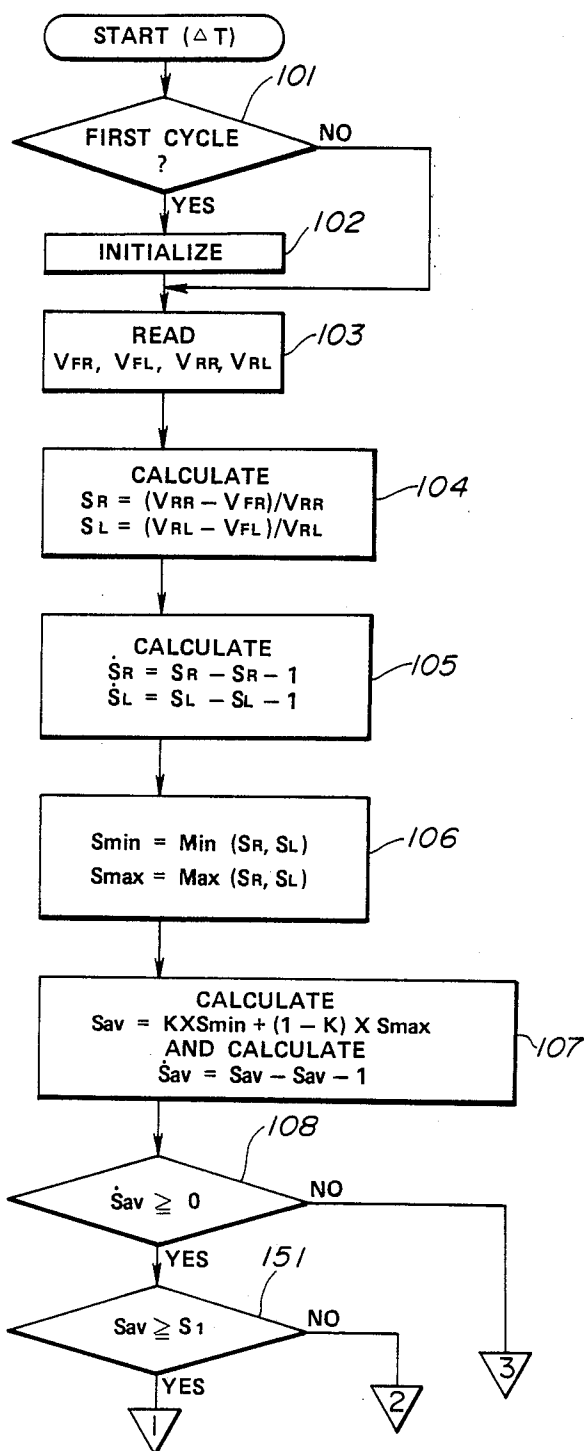 START (△T)
101
FIRST CYCLE
?
NO
YES
102
INITIALIZE
103
READ
VFR, VFL, VRR, VRL
CALCULATE
SR = (VRR − VFR)/VRR
SL = (VRL − VFL)/VRL
104
CALCULATE
ṠR = SR − SR − 1
ṠL = SL − SL − 1
105
Smin = Min (SR, SL)
Smax = Max (SR, SL)
106
CALCULATE
Sav = KXSmin + (1 − K) X Smax
AND CALCULATE
Ṡav = Sav − Sav − 1
107
108
Ṡav ≧ 0
NO
YES
151
Sav ≧ S1
NO
YES
1
2
3